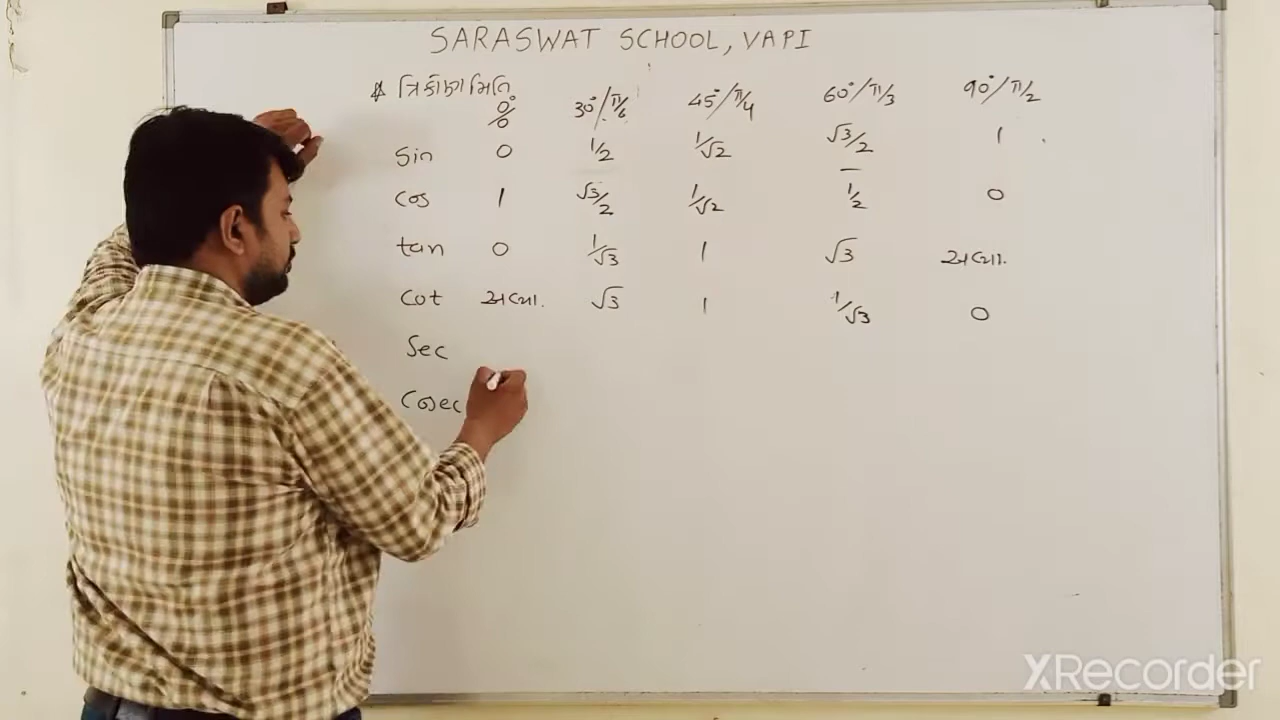 SARASWAT SCHOOL, VAPI
* ત્રિકોણમિતિ
0°/0 30°/π/6 45°/π/4 60°/π/3 90°/π/2
Sin 0 1/2 1/√2 √3/2 1
Cos 1 √3/2 1/√2 1/2 0
tan 0 1/√3 1 √3 અવ્યા.
Cot અવ્યા. √3 1 1/√3 0
Sec
Cosec
XRecorder